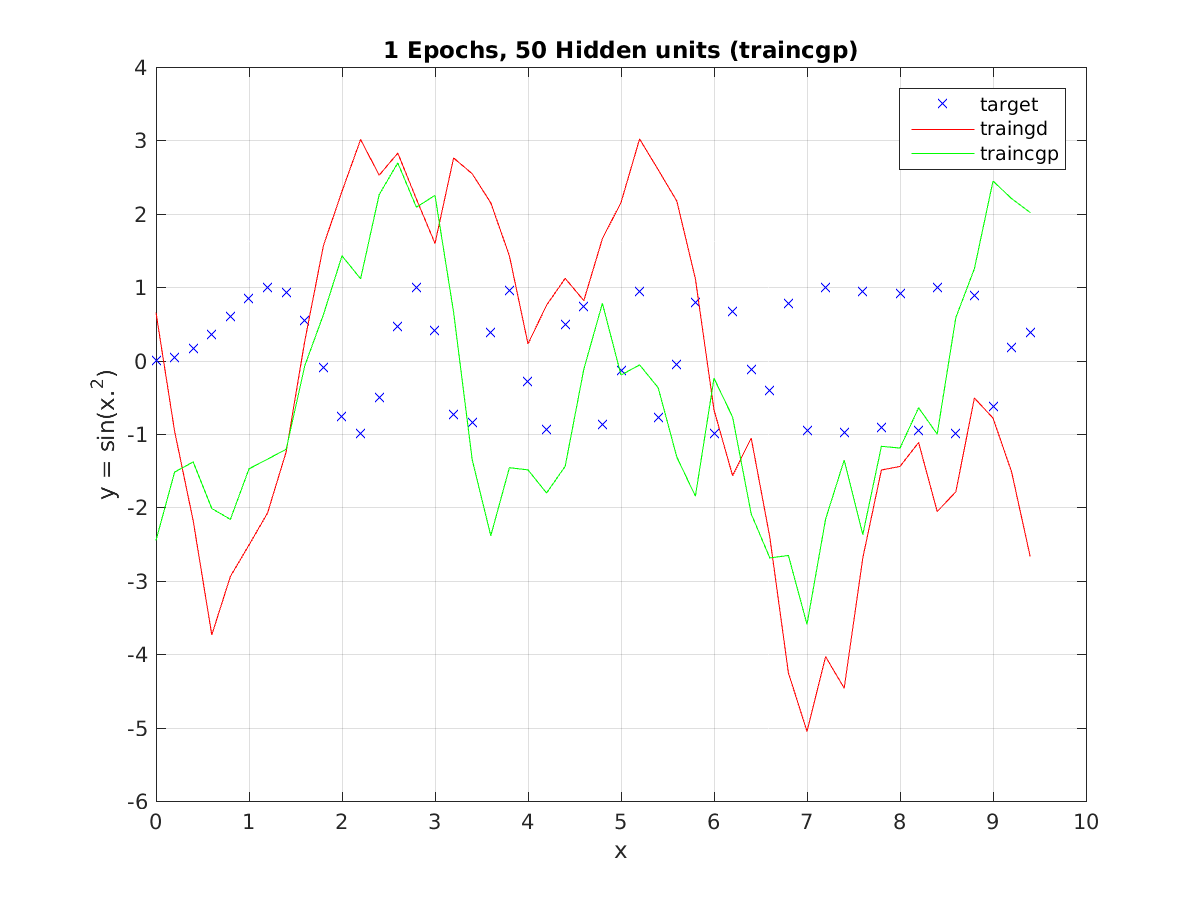 1 Epochs, 50 Hidden units (traincgp)
target
traingd
traincgp
4
3
2
1
0
-1
-2
-3
-4
-5
-6
y = sin(x.²)
0 1 2 3 4 5 6 7 8 9 10
x